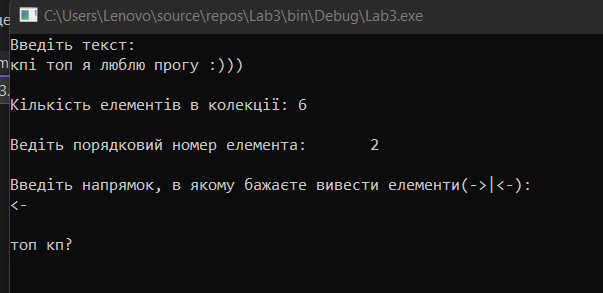 C:\Users\Lenovo\source\repos\Lab3\bin\Debug\Lab3.exe
Введіть текст:
кпі топ я люблю прогу :)))
Кількість елементів в колекції: 6
Ведіть порядковий номер елемента: 2
Введіть напрямок, в якому бажаєте вивести елементи(->|<-):
<-
топ кп?